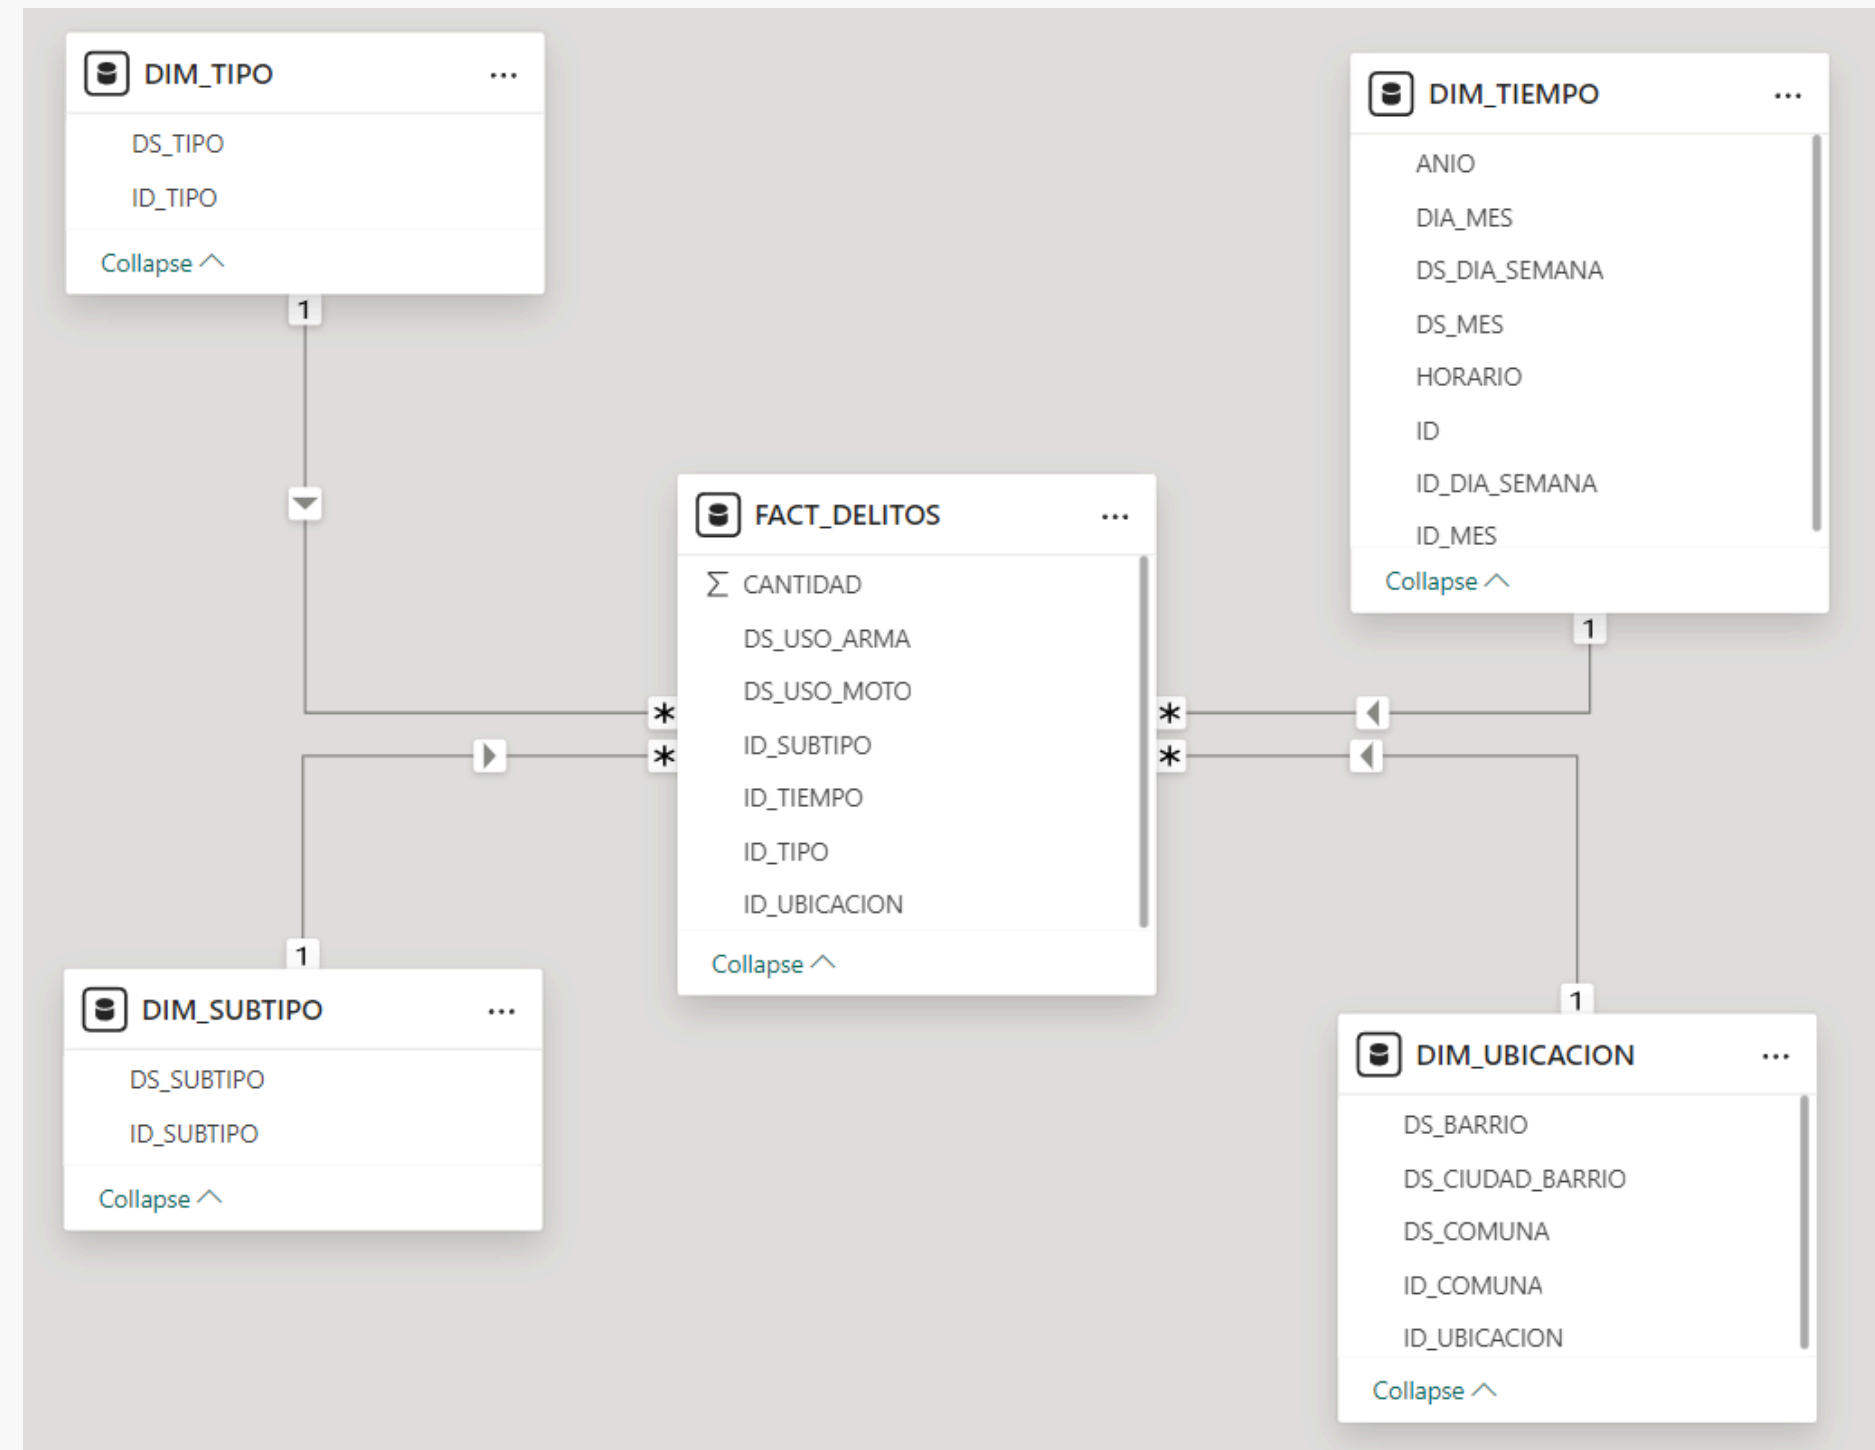 DIM_TIPO
DS_TIPO
ID_TIPO
Collapse
1
DIM_TIEMPO
ANIO
DIA_MES
DS_DIA_SEMANA
DS_MES
HORARIO
ID
ID_DIA_SEMANA
ID_MES
Collapse
1
FACT_DELITOS
Σ CANTIDAD
DS_USO_ARMA
DS_USO_MOTO
ID_SUBTIPO
ID_TIEMPO
ID_TIPO
ID_UBICACION
Collapse
*
*
*
*
1
DIM_SUBTIPO
DS_SUBTIPO
ID_SUBTIPO
Collapse
1
DIM_UBICACION
DS_BARRIO
DS_CIUDAD_BARRIO
DS_COMUNA
ID_COMUNA
ID_UBICACION
Collapse